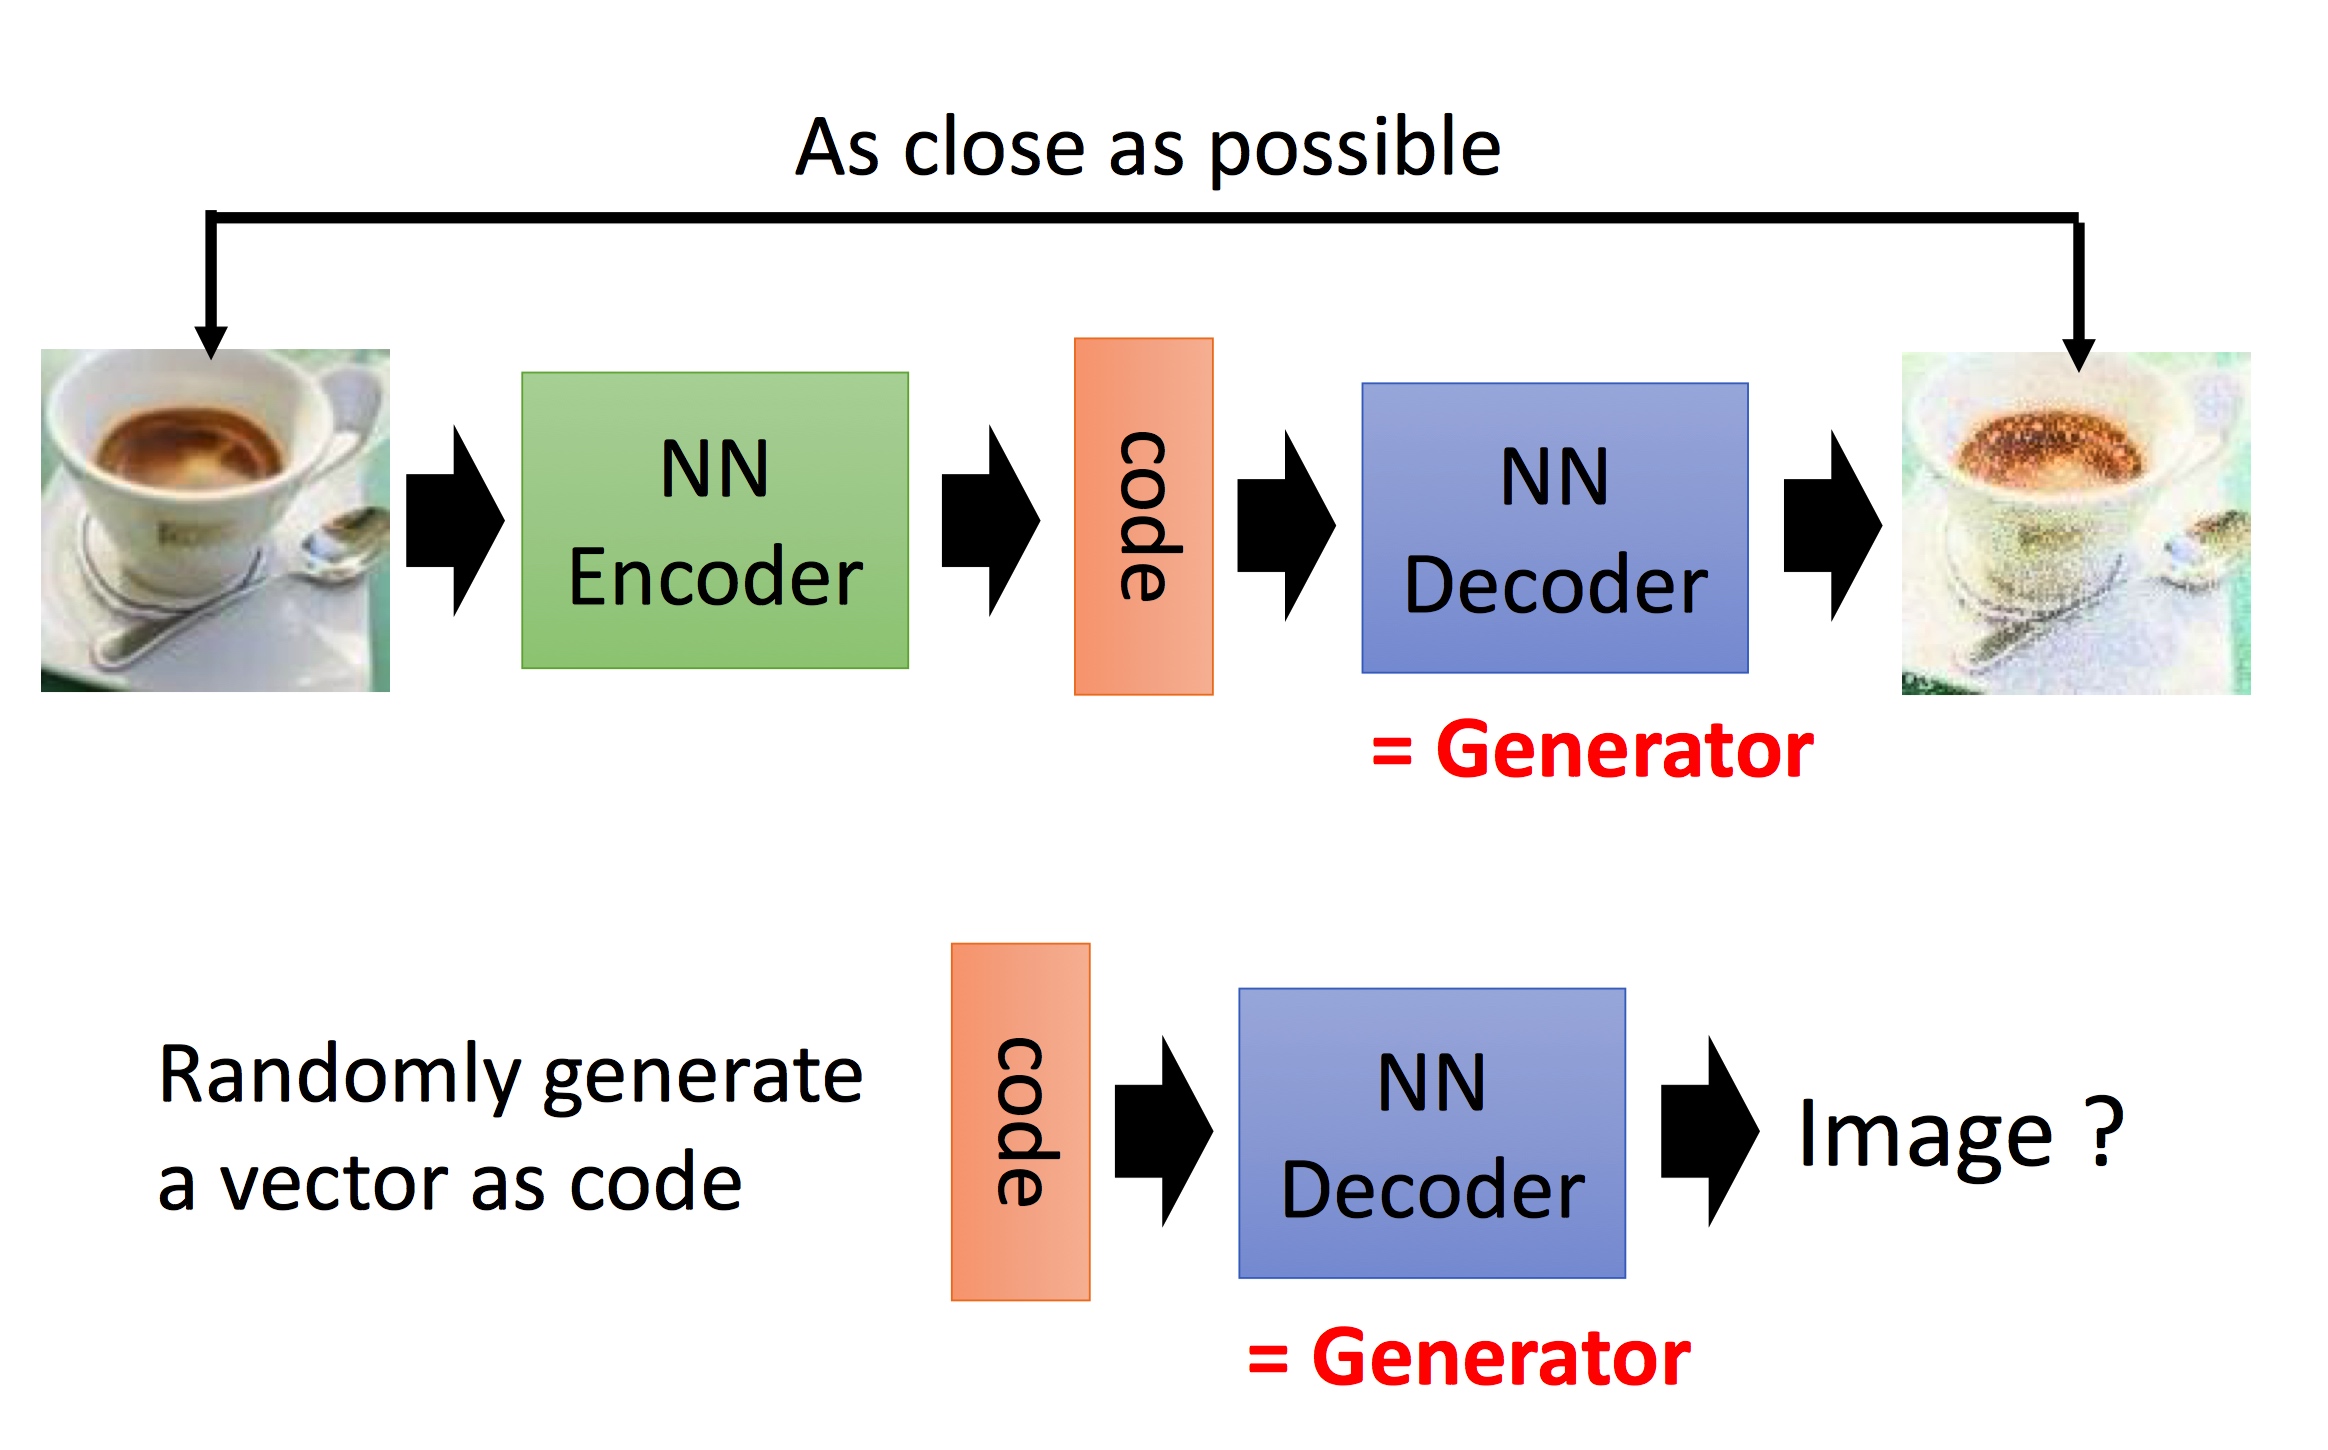 As close as possible
NN
Encoder
code
NN
Decoder
= Generator
Randomly generate
a vector as code
code
NN
Decoder
Image ?
= Generator